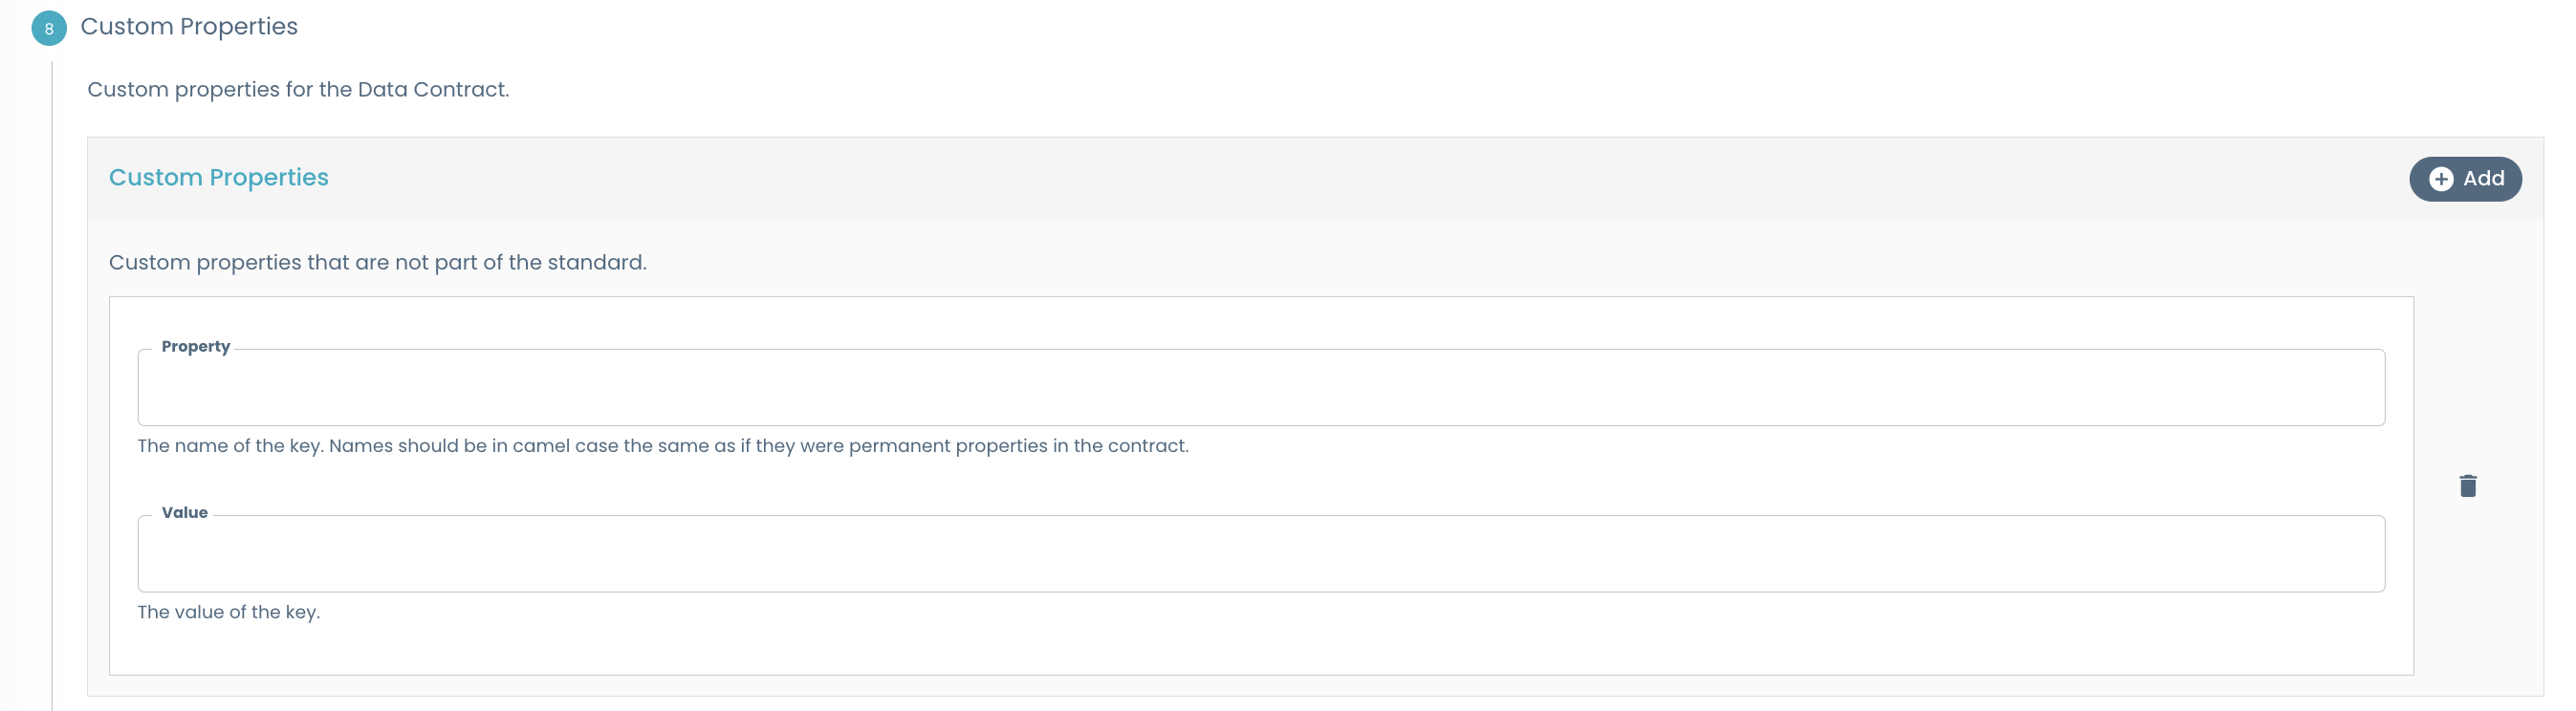 8 Custom Properties
Custom properties for the Data Contract.
Custom Properties
Add
Custom properties that are not part of the standard.
Property
The name of the key. Names should be in camel case the same as if they were permanent properties in the contract.
Value
The value of the key.